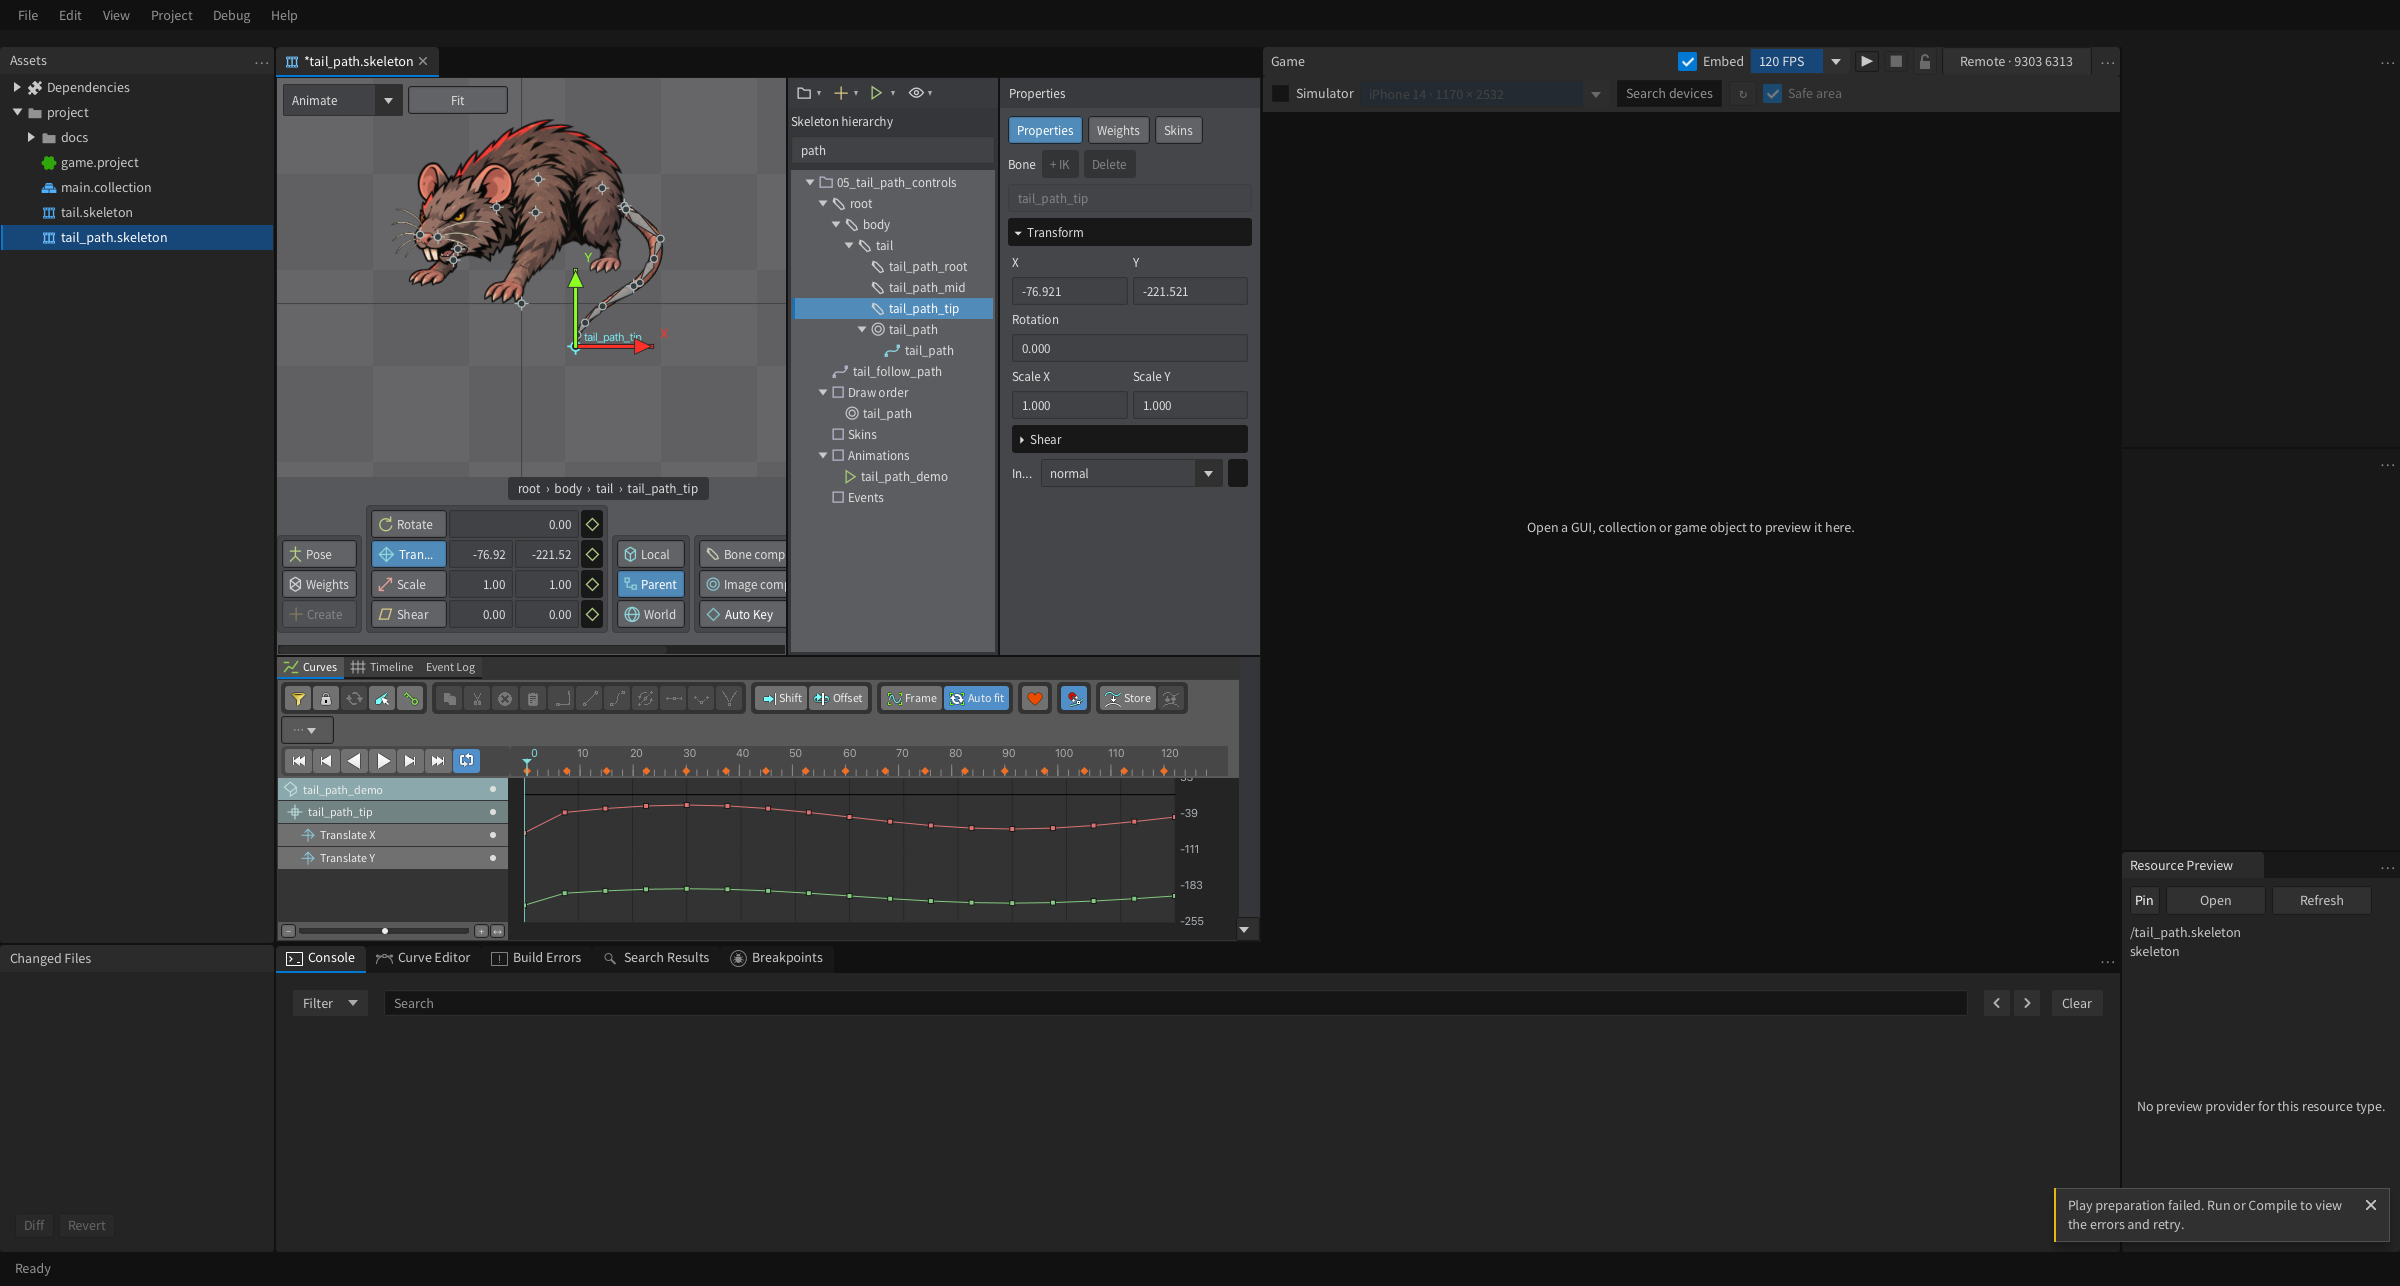 File Edit View Project Debug Help
Assets
Dependencies
project
docs
game.project
main.collection
tail.skeleton
tail_path.skeleton
Changed Files
Diff Revert
Ready
*tail_path.skeleton
Animate Fit
Y
X
tail_path_tip
root › body › tail › tail_path_tip
Rotate 0.00
Pose Tran... -76.92 -221.52 Local Bone comp
Weights Scale 1.00 1.00 Parent Image com
Create Shear 0.00 0.00 World Auto Key
Skeleton hierarchy
path
05_tail_path_controls
root
body
tail
tail_path_root
tail_path_mid
tail_path_tip
tail_path
tail_path
tail_follow_path
Draw order
tail_path
Skins
Animations
tail_path_demo
Events
Properties
Properties Weights Skins
Bone + IK Delete
tail_path_tip
Transform
X Y
-76.921 -221.521
Rotation
0.000
Scale X Scale Y
1.000 1.000
Shear
In... normal
Curves Timeline Event Log
Shift Offset Frame Auto fit Store
0 10 20 30 40 50 60 70 80 90 100 110 120
tail_path_demo
tail_path_tip
Translate X
Translate Y
-39
-111
-183
-255
Console Curve Editor Build Errors Search Results Breakpoints
Filter Search Clear
Game Embed 120 FPS Remote · 9303 6313
Simulator iPhone 14 · 1170 × 2532 Search devices Safe area
Open a GUI, collection or game object to preview it here.
Resource Preview
Pin Open Refresh
/tail_path.skeleton
skeleton
No preview provider for this resource type.
Play preparation failed. Run or Compile to view
the errors and retry.